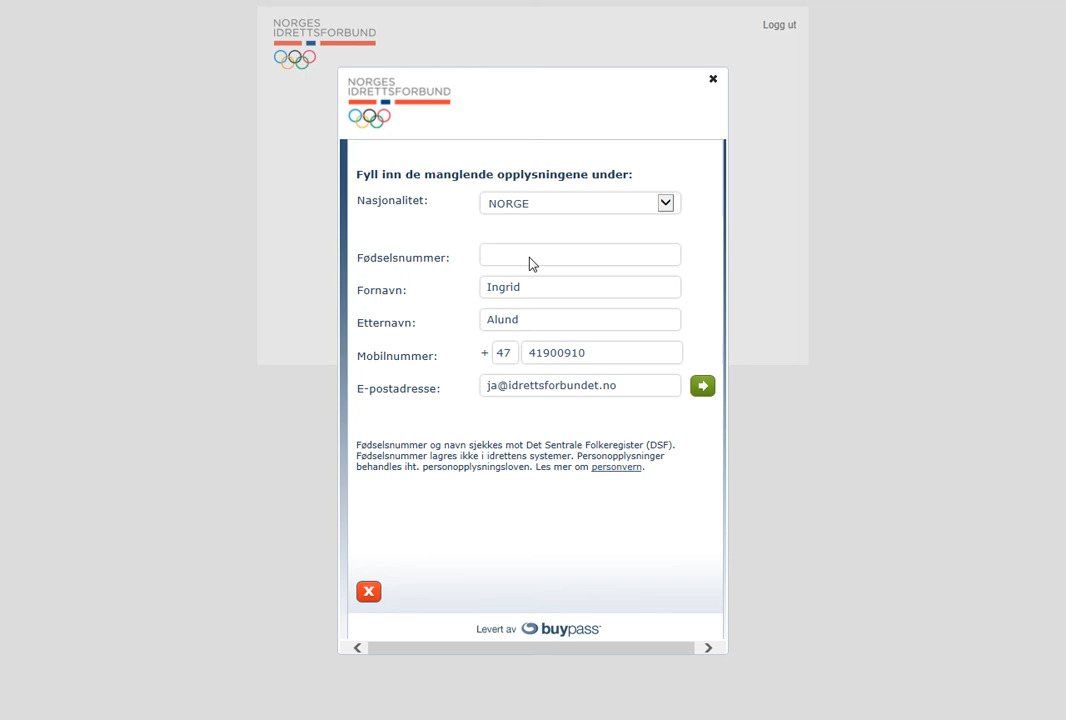 NORGES
IDRETTSFORBUND
Logg ut
NORGES
IDRETTSFORBUND
Fyll inn de manglende opplysningene under:
Nasjonalitet: NORGE
Fødselsnummer:
Fornavn: Ingrid
Etternavn: Alund
Mobilnummer: + 47 41900910
E-postadresse: ja@idrettsforbundet.no
Fødselsnummer og navn sjekkes mot Det Sentrale Folkeregister (DSF).
Fødselsnummer lagres ikke i idrettens systemer. Personopplysninger
behandles iht. personopplysningsloven. Les mer om personvern.
Levert av buypass